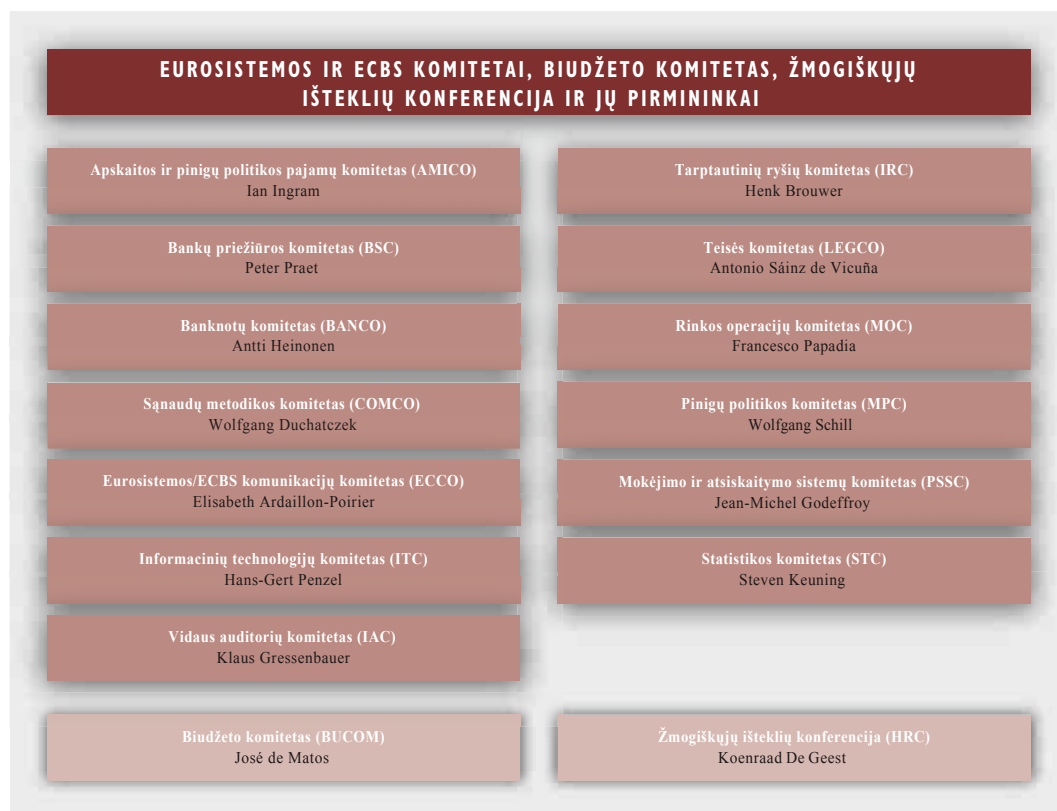 EUROSISTEMOS IR ECBS KOMITETAI, BIUDŽETO KOMITETAS, ŽMOGIŠKŲJŲ
IŠTEKLIŲ KONFERENCIJA IR JŲ PIRMININKAI
Apskaitos ir pinigų politikos pajamų komitetas (AMICO)
Ian Ingram
Bankų priežiūros komitetas (BSC)
Peter Praet
Banknotų komitetas (BANCO)
Antti Heinonen
Sąnaudų metodikos komitetas (COMCO)
Wolfgang Duchatczek
Eurosistemos/ECBS komunikacijų komitetas (ECCO)
Elisabeth Ardaillon-Poirier
Informacinių technologijų komitetas (ITC)
Hans-Gert Penzel
Vidaus auditorių komitetas (IAC)
Klaus Gressenbauer
Tarptautinių ryšių komitetas (IRC)
Henk Brouwer
Teisės komitetas (LEGCO)
Antonio Sáinz de Vicuña
Rinkos operacijų komitetas (MOC)
Francesco Papadia
Pinigų politikos komitetas (MPC)
Wolfgang Schill
Mokėjimo ir atsiskaitymo sistemų komitetas (PSSC)
Jean-Michel Godeffroy
Statistikos komitetas (STC)
Steven Keuning
Biudžeto komitetas (BUCOM)
José de Matos
Žmogiškųjų išteklių konferencija (HRC)
Koenraad De Geest